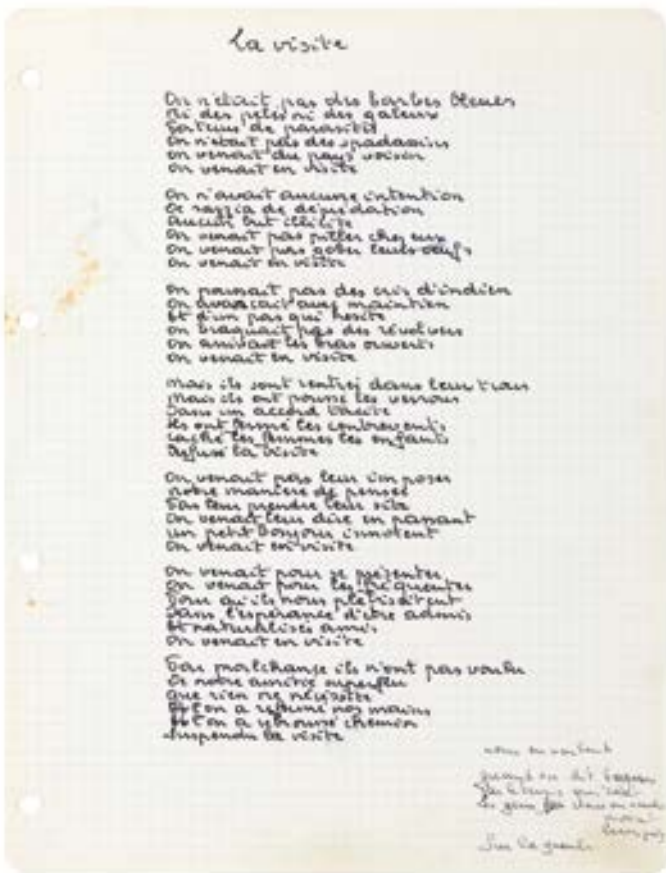 La visite
On n'était pas des barbes bleues
Ni des pelés ni des galeux
Porteurs de parasites
On n'était pas des spadassins
On venait du pays voisin
On venait en visite
On n'avait aucune intention
De razzia de déprédation
Aucun but illicite
On venait pas piller chez eux
On venait pas gober leurs œufs
On venait en visite
On poussait pas des cris d'indien
On avançait avec maintien
Et d'un pas qui hésite
On braquait pas des révolvers
On arrivait les bras ouverts
On venait en visite
Mais ils sont rentrés dans leur trou
Mais ils ont poussé les verrous
Dans un accord tacite
Ils ont fermé les contrevents
Caché les femmes les enfants
Refusé la visite
On venait pas leur imposer
Notre manière de penser
Pas leur prendre leur site
On venait leur dire en passant
Un petit bonjour innocent
On venait en visite
On venait pour se présenter
On venait pour les fréquenter
Pour qu'ils nous plébiscitent
Dans l'espérance d'être admis
Et naturalisés amis
On venait en visite
Par malchance ils n'ont pas voulu
De notre amitié superflue
Que rien ne nécessite
Et on a refermé nos mains
Et on a rebroussé chemin
Suspendu la visite
quand on dit
les gens